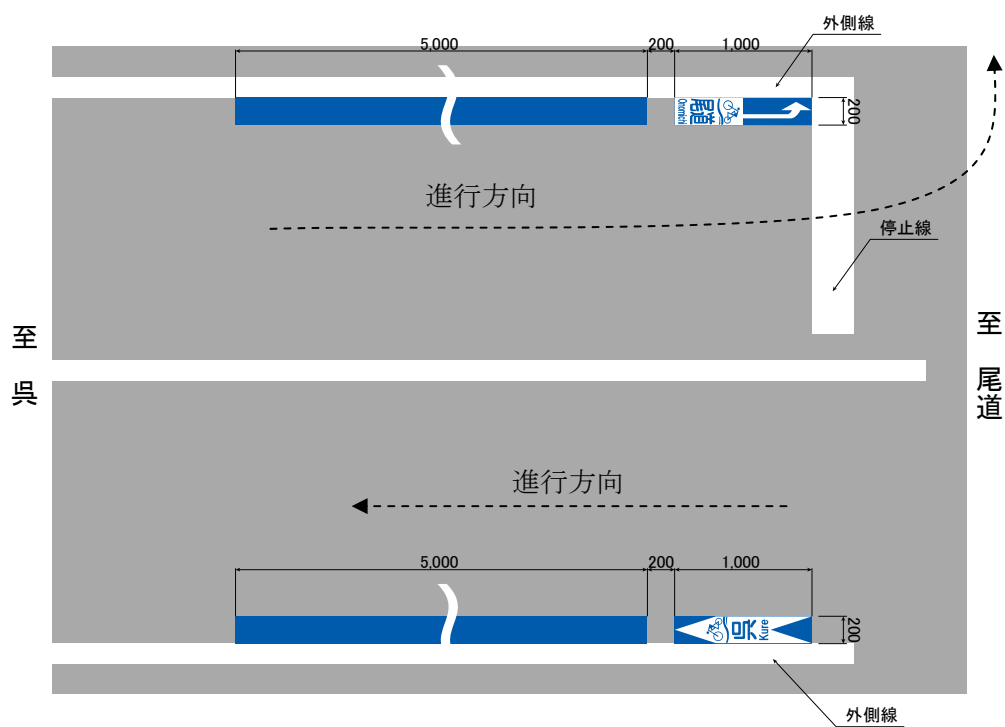 外側線
5,000
200
1,000
200
尾道
Onomichi
進行方向
停止線
至 呉
至 尾道
進行方向
5,000
200
1,000
200
呉
Kure
外側線